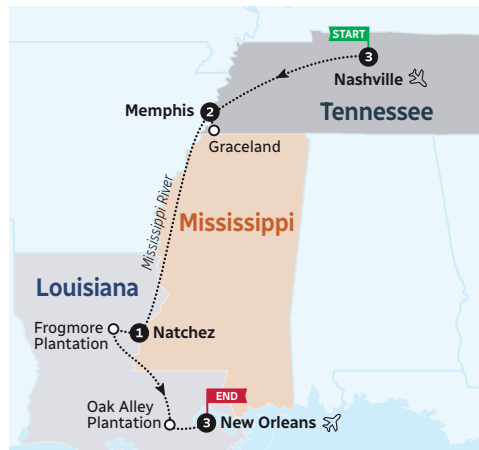 START
3
Nashville
Tennessee
Memphis
2
Graceland
Mississippi River
Mississippi
Louisiana
Frogmore
Plantation
1
Natchez
END
Oak Alley
Plantation
3
New Orleans